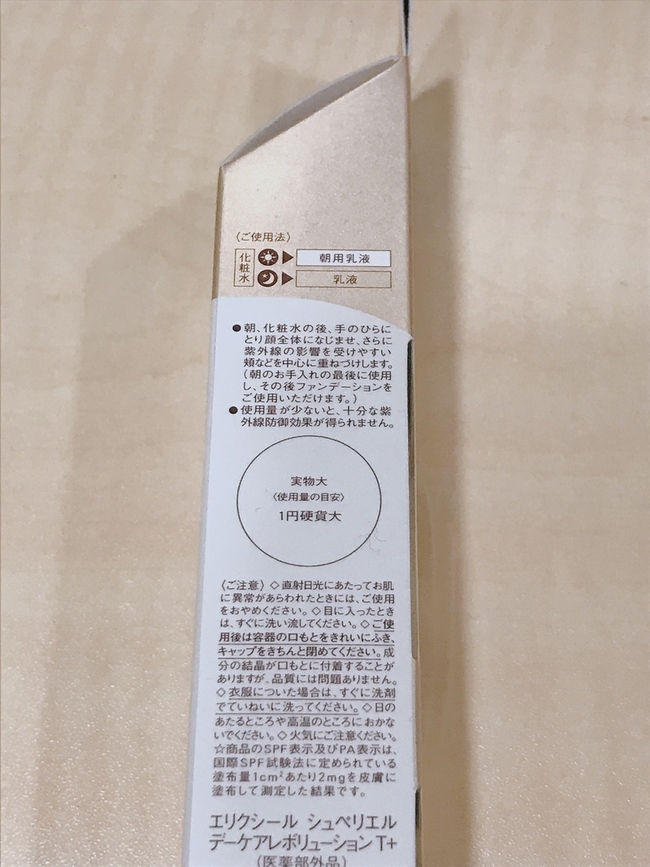 〈ご使用法〉
化粧水 朝用乳液
乳液
●朝、化粧水の後、手のひらに
とり顔全体になじませ、さらに
紫外線の影響を受けやすい
頬などを中心に重ねづけします。
（朝のお手入れの最後に使用
し、その後ファンデーションを
ご使用いただけます。）
●使用量が少ないと、十分な紫
外線防御効果が得られません。
実物大
〈使用量の目安〉
1円硬貨大
〈ご注意〉◇直射日光にあたってお肌
に異常があらわれたときには、ご使用
をおやめください。◇目に入ったとき
は、すぐに洗い流してください。◇ご使
用後は容器の口もとをきれいにふき、
キャップをきちんと閉めてください。成
分の結晶が口もとに付着することが
ありますが、品質には問題ありません。
◇衣服についた場合は、すぐに洗剤
でていねいに洗ってください。◇日の
あたるところや高温のところにおかな
いでください。◇火気にご注意ください。
☆商品のSPF表示及びPA表示は、
国際SPF試験法に定められている
塗布量1cm²あたり2mgを皮膚に
塗布して測定した結果です。
エリクシール シュペリエル
デーケアレボリューション T+
（医薬部外品）